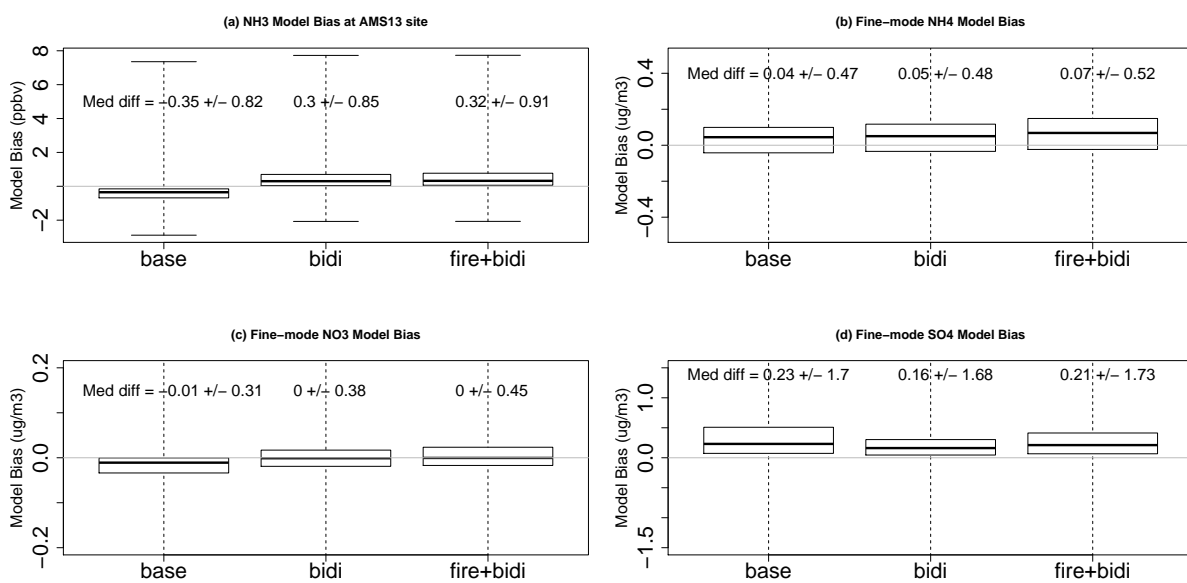 (a) NH3 Model Bias at AMS13 site
Model Bias (ppbv)
8
6
4
2
−2
Med diff = −0.35 +/− 0.82 0.3 +/− 0.85 0.32 +/− 0.91
base bidi fire+bidi
(b) Fine−mode NH4 Model Bias
Model Bias (ug/m3)
0.4
0.0
−0.4
Med diff = 0.04 +/− 0.47 0.05 +/− 0.48 0.07 +/− 0.52
base bidi fire+bidi
(c) Fine−mode NO3 Model Bias
Model Bias (ug/m3)
0.2
0.0
−0.2
Med diff = −0.01 +/− 0.31 0 +/− 0.38 0 +/− 0.45
base bidi fire+bidi
(d) Fine−mode SO4 Model Bias
Model Bias (ug/m3)
1.0
0.0
−1.5
Med diff = 0.23 +/− 1.7 0.16 +/− 1.68 0.21 +/− 1.73
base bidi fire+bidi